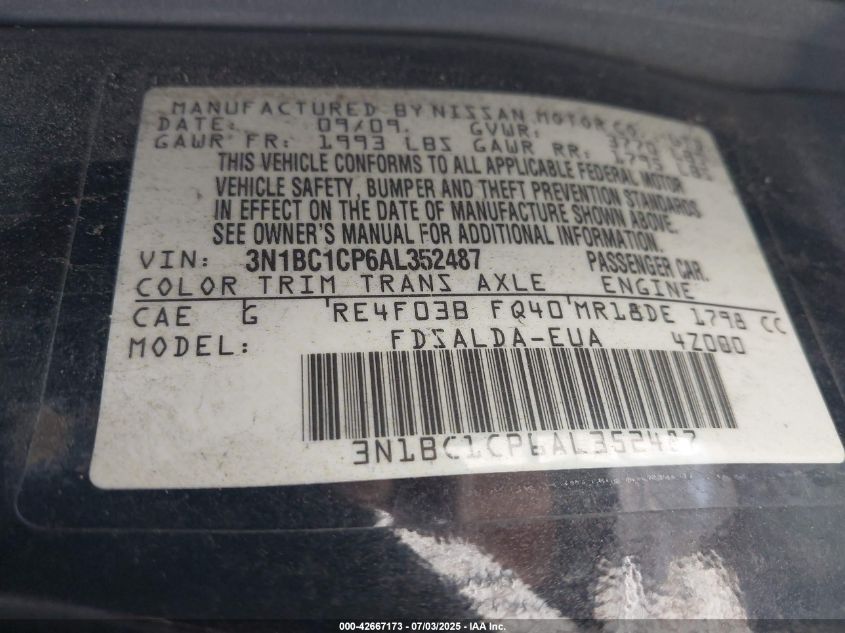 MANUFACTURED BY NISSAN MOTOR CO.
DATE: 09/09. GVWR:
GAWR FR: 1993 LBS GAWR RR: 1795 LBS
THIS VEHICLE CONFORMS TO ALL APPLICABLE FEDERAL MOTOR
VEHICLE SAFETY, BUMPER AND THEFT PREVENTION STANDARDS
IN EFFECT ON THE DATE OF MANUFACTURE SHOWN ABOVE.
SEE OWNER'S MANUAL FOR ADDITIONAL INFORMATION.
VIN: 3N1BC1CP6AL352487 PASSENGER CAR.
COLOR TRIM TRANS AXLE ENGINE
CAE G RE4F03B FQ40 MR18DE 1798 CC
MODEL: FDSALDA-EUA 4Z000
3N1BC1CP6AL352487
000-42667173 - 07/03/2025 - IAA Inc.